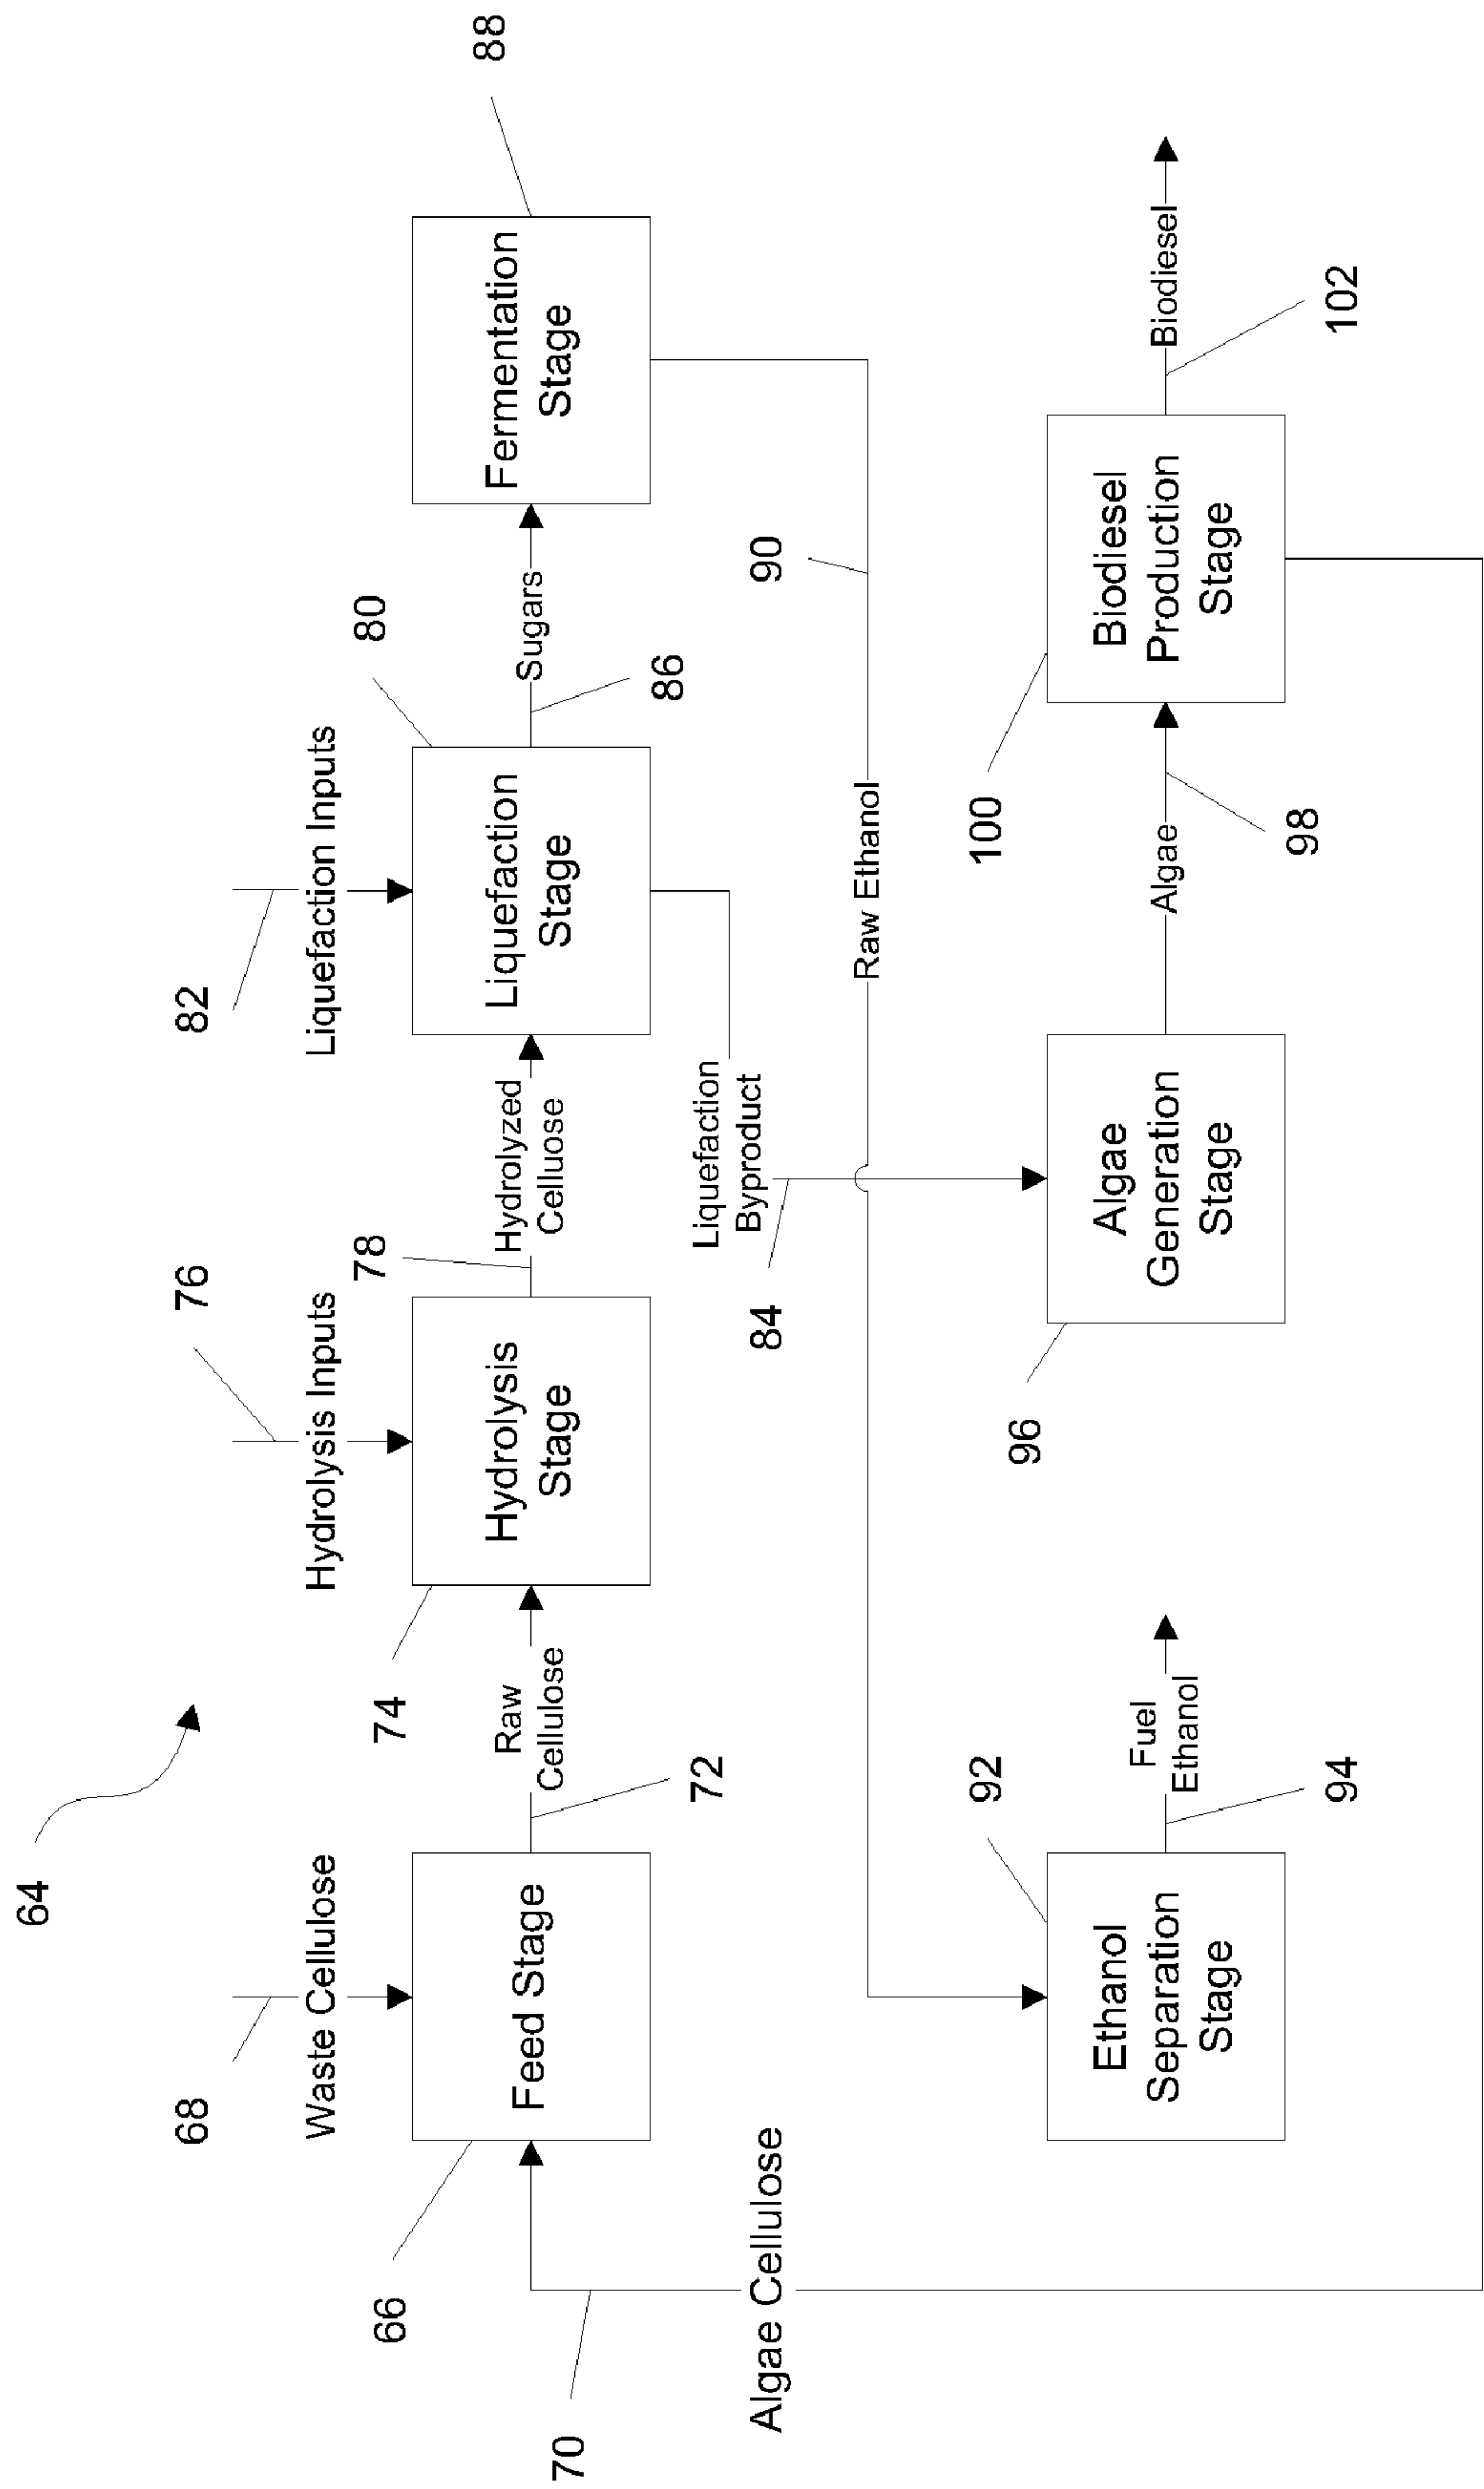 64
68
Waste Cellulose
76
Hydrolysis Inputs
82
Liquefaction Inputs
66
Feed Stage
72
Raw
Cellulose
74
Hydrolysis
Stage
78
Hydrolyzed
Celluose
80
Liquefaction
Stage
86
Sugars
88
Fermentation
Stage
70
Algae Cellulose
84
Liquefaction
Byproduct
Raw Ethanol
90
92
Ethanol
Separation
Stage
Fuel
Ethanol
94
96
Algae
Generation
Stage
Algae
98
100
Biodiesel
Production
Stage
Biodiesel
102